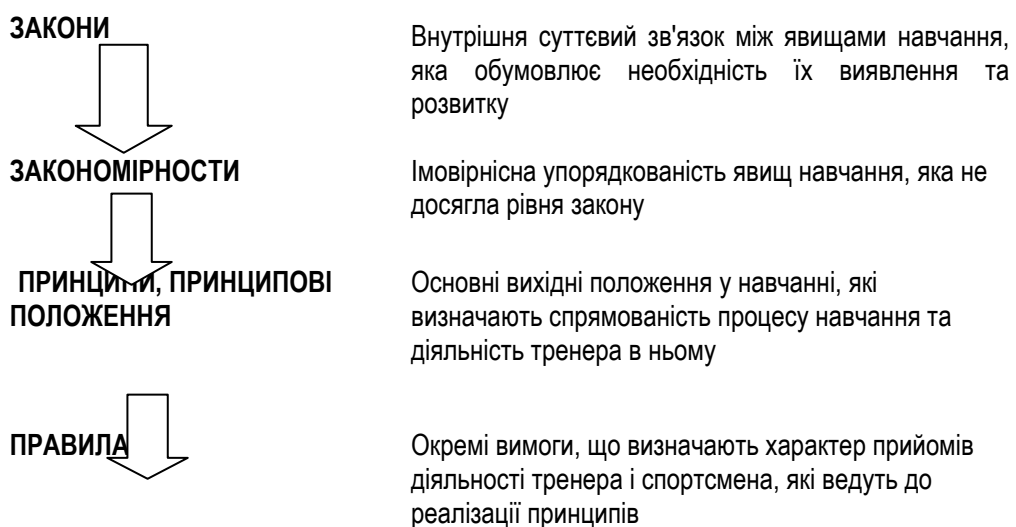 ЗАКОНИ
Внутрішня суттєвий зв'язок між явищами навчання,
яка обумовлює необхідність їх виявлення та
розвитку
ЗАКОНОМІРНОСТИ
Імовірнісна упорядкованість явищ навчання, яка не
досягла рівня закону
ПРИНЦИПИ, ПРИНЦИПОВІ
ПОЛОЖЕННЯ
Основні вихідні положення у навчанні, які
визначають спрямованість процесу навчання та
діяльність тренера в ньому
ПРАВИЛА
Окремі вимоги, що визначають характер прийомів
діяльності тренера і спортсмена, які ведуть до
реалізації принципів